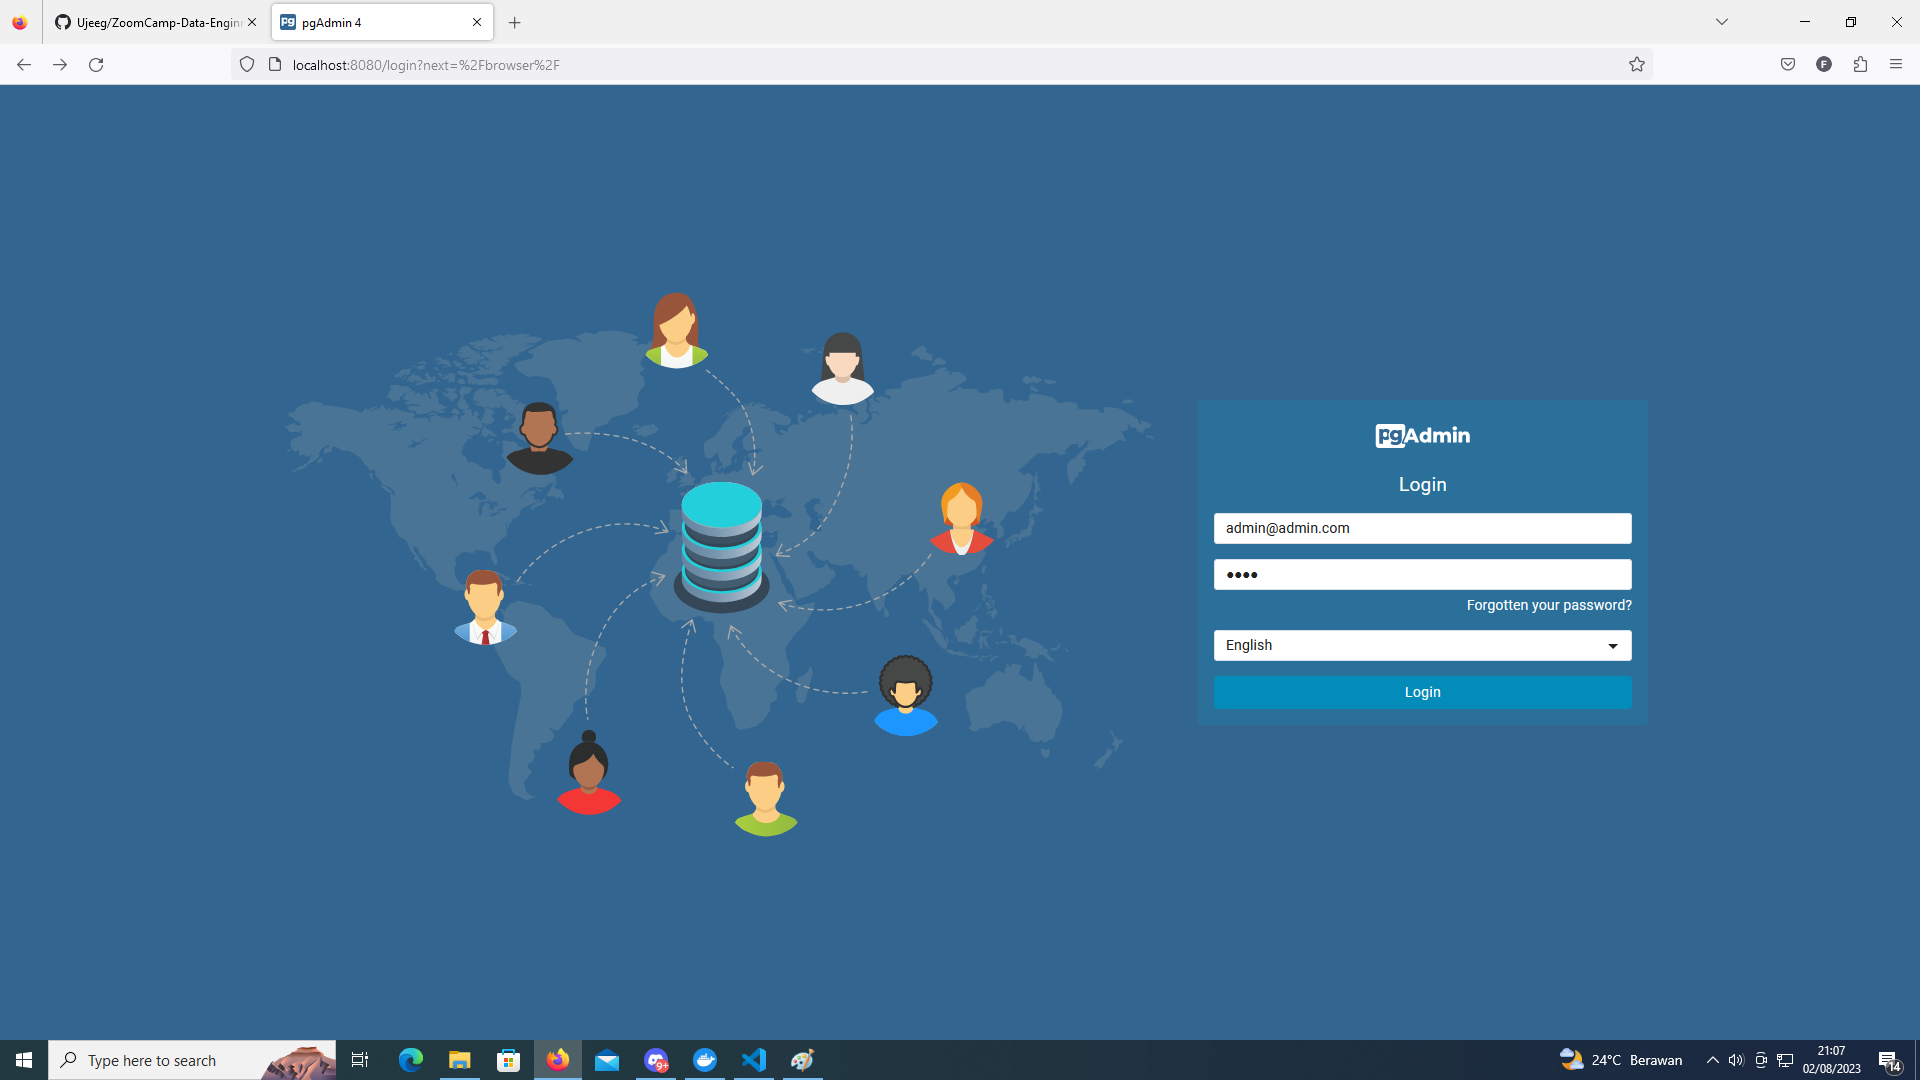 Ujeeg/ZoomCamp-Data-Engin
pgAdmin 4
localhost:8080/login?next=%2Fbrowser%2F
F
pgAdmin
Login
admin@admin.com
••••
Forgotten your password?
English
Login
Type here to search
9+
24°C Berawan
21:07
02/08/2023
14